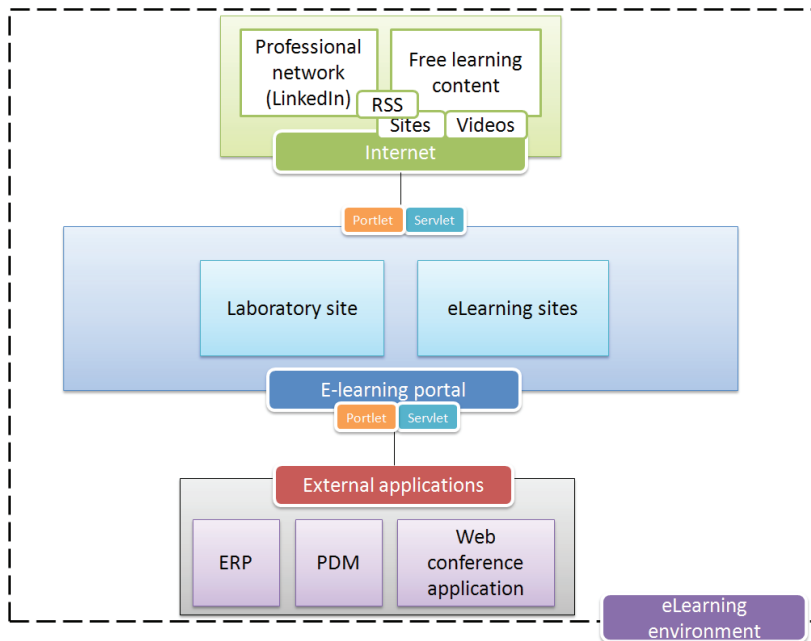 Professional
network
(LinkedIn)
Free learning
content
RSS
Sites
Videos
Internet
Portlet
Servlet
Laboratory site
eLearning sites
E-learning portal
Portlet
Servlet
External applications
ERP
PDM
Web
conference
application
eLearning
environment